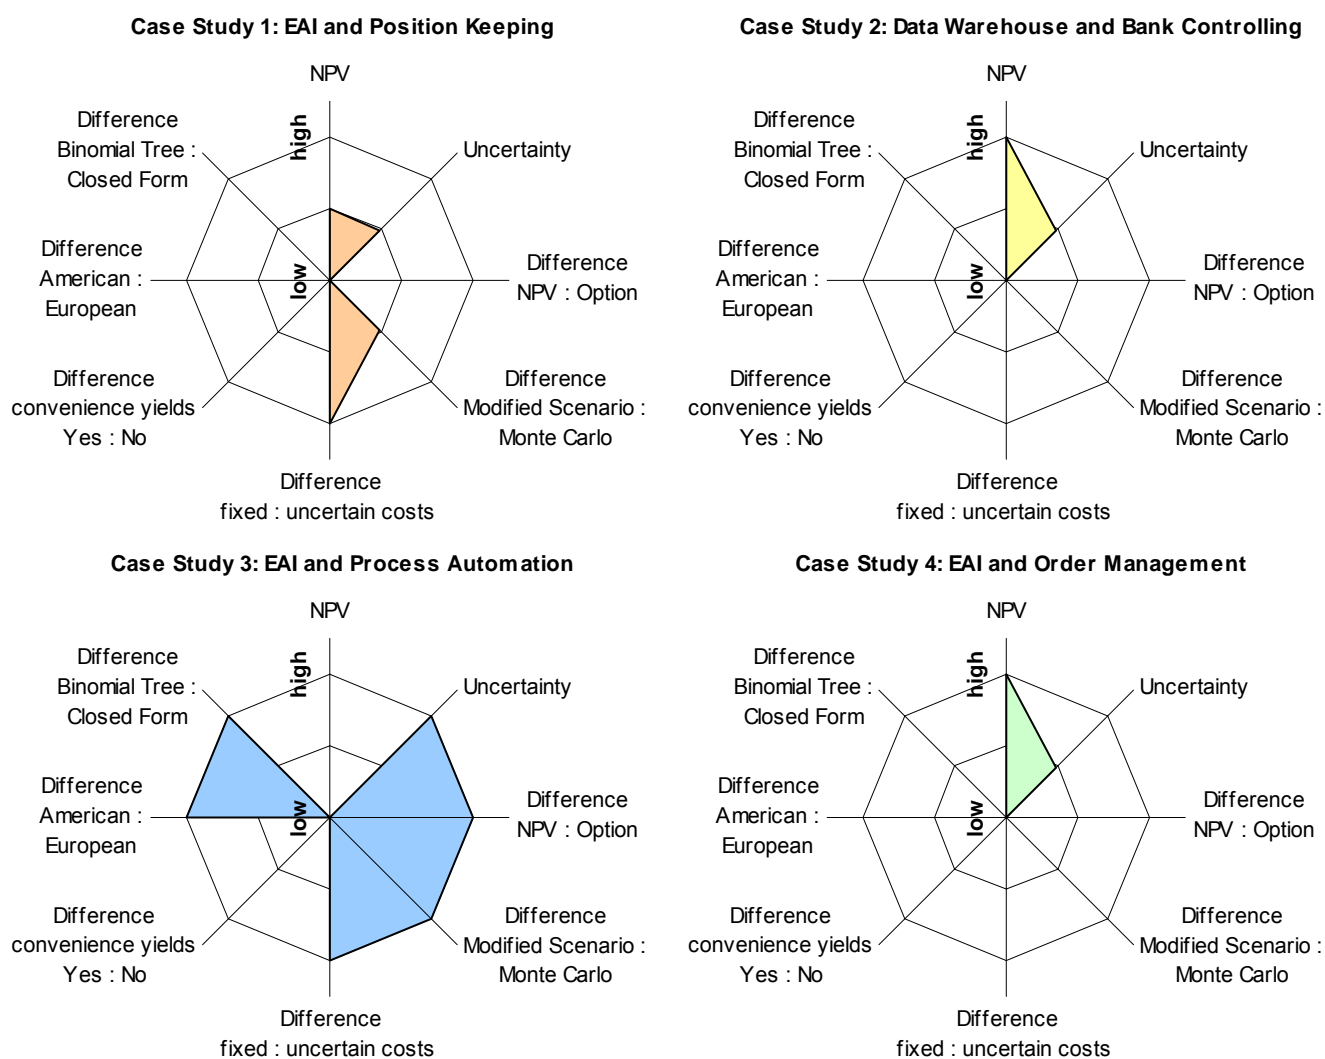 Case Study 1: EAI and Position Keeping
NPV
Difference
Binomial Tree :
Closed Form
high
Uncertainty
Difference
American :
European
low
Difference
NPV : Option
Difference
convenience yields
Yes : No
Difference
Modified Scenario :
Monte Carlo
Difference
fixed : uncertain costs
Case Study 2: Data Warehouse and Bank Controlling
NPV
Difference
Binomial Tree :
Closed Form
high
Uncertainty
Difference
American :
European
low
Difference
NPV : Option
Difference
convenience yields
Yes : No
Difference
Modified Scenario :
Monte Carlo
Difference
fixed : uncertain costs
Case Study 3: EAI and Process Automation
NPV
Difference
Binomial Tree :
Closed Form
high
Uncertainty
Difference
American :
European
low
Difference
NPV : Option
Difference
convenience yields
Yes : No
Difference
Modified Scenario :
Monte Carlo
Difference
fixed : uncertain costs
Case Study 4: EAI and Order Management
NPV
Difference
Binomial Tree :
Closed Form
high
Uncertainty
Difference
American :
European
low
Difference
NPV : Option
Difference
convenience yields
Yes : No
Difference
Modified Scenario :
Monte Carlo
Difference
fixed : uncertain costs